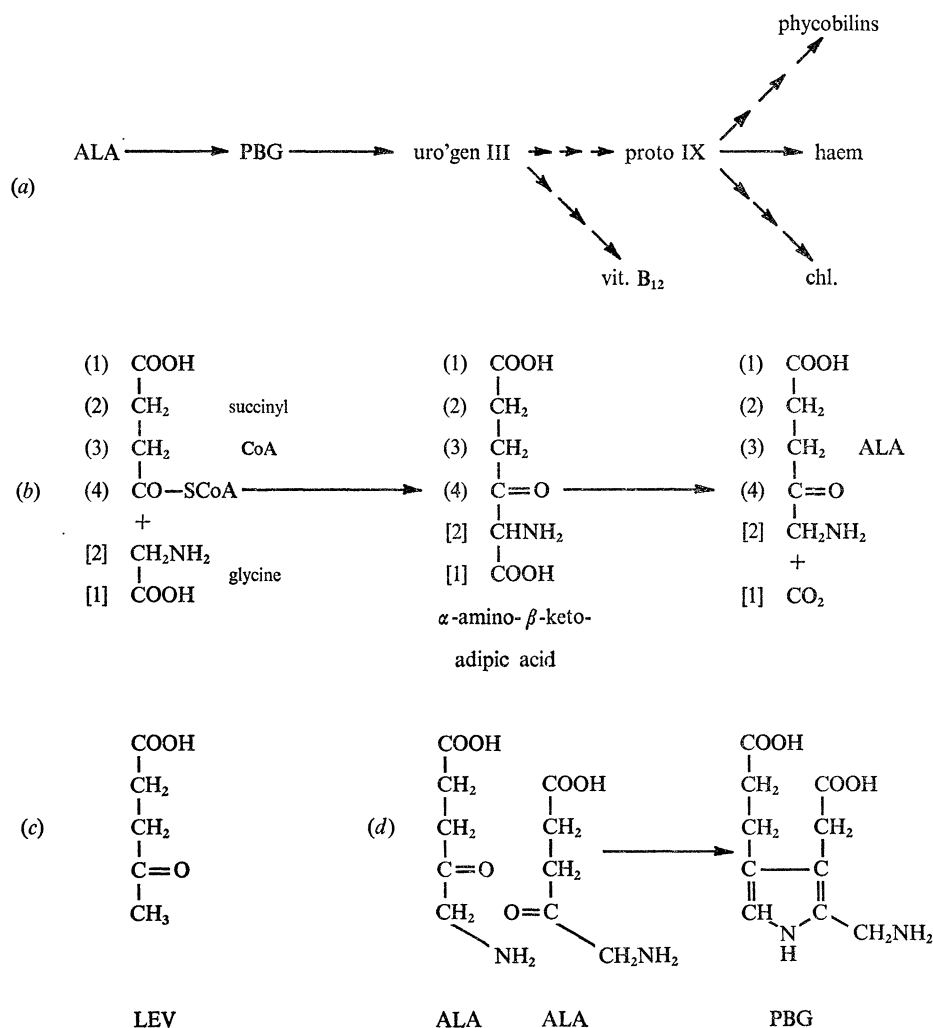 phycobilins
ALA PBG uro'gen III proto IX haem
(a)
vit. B12 chl.
(1) COOH (1) COOH (1) COOH
(2) CH2 succinyl (2) CH2 (2) CH2
(3) CH2 CoA (3) CH2 (3) CH2 ALA
(b) (4) CO—SCoA (4) C=O (4) C=O
+ [2] CHNH2 [2] CH2NH2
[2] CH2NH2 [1] COOH +
glycine
[1] COOH [1] CO2
α-amino-β-keto-
adipic acid
COOH COOH COOH
CH2 CH2 COOH CH2 COOH
(c) CH2 (d) CH2 CH2 CH2 CH2
C=O C=O CH2 C C
CH3 CH2 O=C CH C
NH2 CH2NH2 N CH2NH2
H
LEV ALA ALA PBG